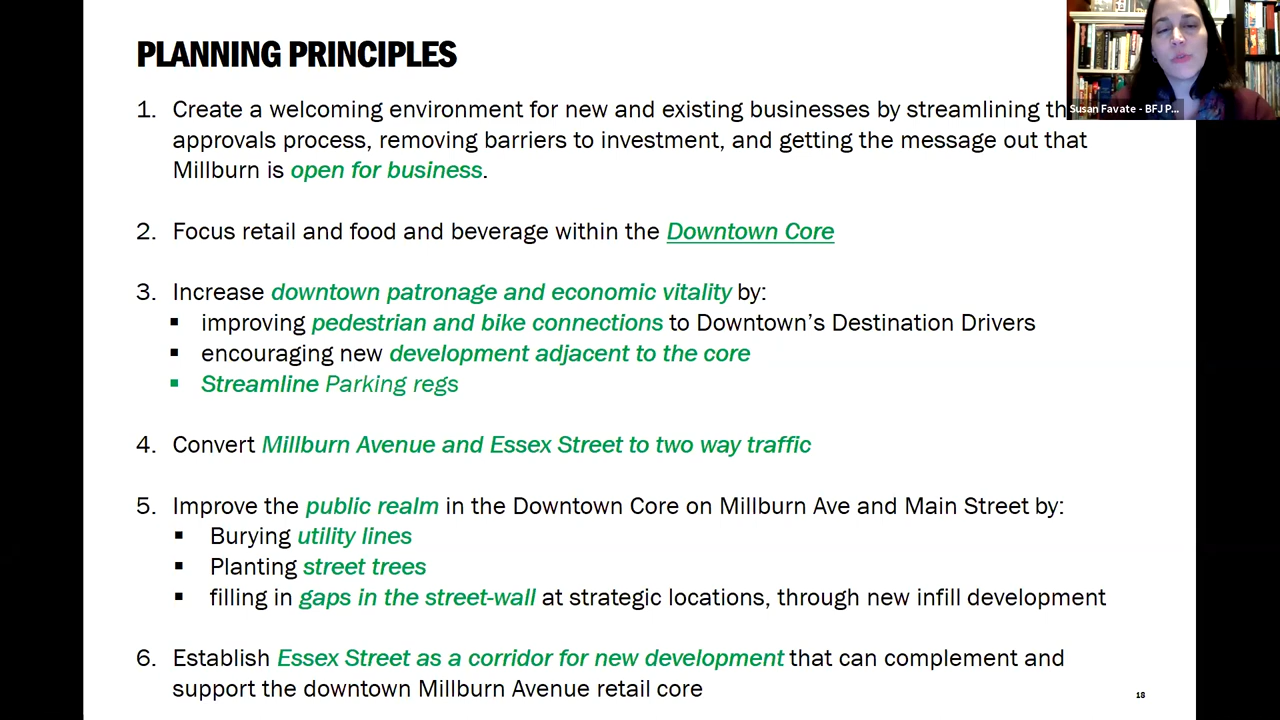 PLANNING PRINCIPLES
Susan Favate - BFJ P...
1. Create a welcoming environment for new and existing businesses by streamlining th
approvals process, removing barriers to investment, and getting the message out that
Millburn is open for business.
2. Focus retail and food and beverage within the Downtown Core
3. Increase downtown patronage and economic vitality by:
▪ improving pedestrian and bike connections to Downtown's Destination Drivers
▪ encouraging new development adjacent to the core
▪ Streamline Parking regs
4. Convert Millburn Avenue and Essex Street to two way traffic
5. Improve the public realm in the Downtown Core on Millburn Ave and Main Street by:
▪ Burying utility lines
▪ Planting street trees
▪ filling in gaps in the street-wall at strategic locations, through new infill development
6. Establish Essex Street as a corridor for new development that can complement and
support the downtown Millburn Avenue retail core
18